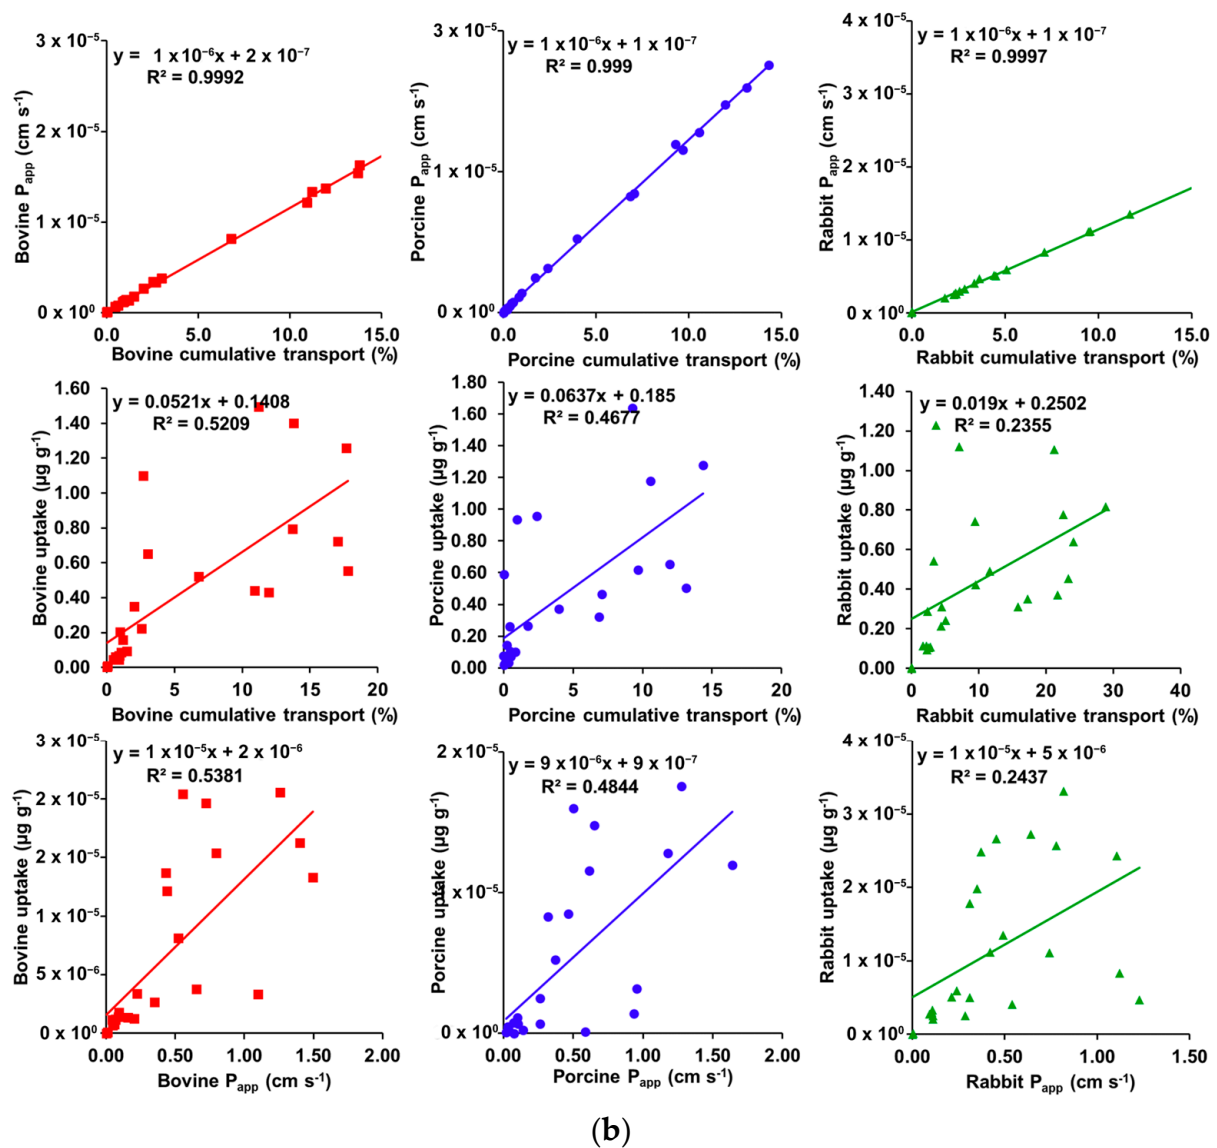 y = 1 x 10⁻⁶x + 2 x 10⁻⁷
R² = 0.9992
3 x 10⁻⁵
2 x 10⁻⁵
1 x 10⁻⁵
0 x 10⁰
Bovine Papp (cm s⁻¹)
5.0 10.0 15.0
Bovine cumulative transport (%)
y = 1 x 10⁻⁶x + 1 x 10⁻⁷
R² = 0.999
3 x 10⁻⁵
1 x 10⁻⁵
0 x 10⁰
Porcine Papp (cm s⁻¹)
0.0 5.0 10.0 15.0
Porcine cumulative transport (%)
y = 1 x 10⁻⁶x + 1 x 10⁻⁷
R² = 0.9997
4 x 10⁻⁵
4 x 10⁻⁵
3 x 10⁻⁵
2 x 10⁻⁵
1 x 10⁻⁵
0 x 10⁰
Rabbit Papp (cm s⁻¹)
0.0 5.0 10.0 15.0
Rabbit cumulative transport (%)
y = 0.0521x + 0.1408
R² = 0.5209
1.60
1.40
1.20
1.00
0.80
0.60
0.40
0.20
0.00
Bovine uptake (µg g⁻¹)
0 5 10 15 20
Bovine cumulative transport (%)
y = 0.0637x + 0.185
R² = 0.4677
1.80
1.60
1.40
1.20
1.00
0.80
0.60
0.40
0.20
0.00
Porcine uptake (µg g⁻¹)
0 5 10 15 20
Porcine cumulative transport (%)
y = 0.019x + 0.2502
R² = 0.2355
1.40
1.20
1.00
0.80
0.60
0.40
0.20
0.00
Rabbit uptake (µg g⁻¹)
0 10 20 30 40
Rabbit cumulative transport (%)
y = 1 x 10⁻⁵x + 2 x 10⁻⁶
R² = 0.5381
3 x 10⁻⁵
2 x 10⁻⁵
2 x 10⁻⁵
1 x 10⁻⁵
5 x 10⁻⁶
0 x 10⁰
Bovine uptake (µg g⁻¹)
0.00 0.50 1.00 1.50 2.00
Bovine Papp (cm s⁻¹)
y = 9 x 10⁻⁶x + 9 x 10⁻⁷
R² = 0.4844
2 x 10⁻⁵
1 x 10⁻⁵
0 x 10⁰
Porcine uptake (µg g⁻¹)
0.00 0.50 1.00 1.50 2.00
Porcine Papp (cm s⁻¹)
y = 1 x 10⁻⁵x + 5 x 10⁻⁶
R² = 0.2437
4 x 10⁻⁵
3 x 10⁻⁵
2 x 10⁻⁵
1 x 10⁻⁵
0 x 10⁰
Rabbit uptake (µg g⁻¹)
0.00 0.50 1.00 1.50
Rabbit Papp (cm s⁻¹)
(b)